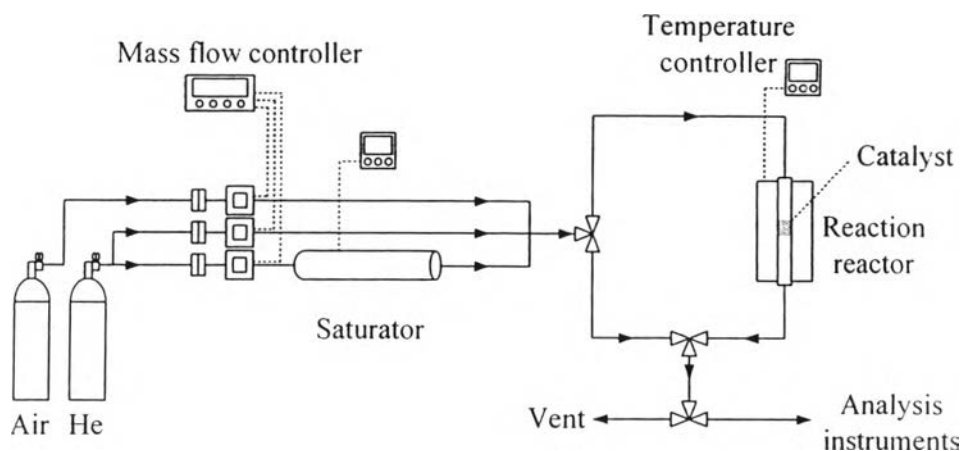 Mass flow controller
Temperature
controller
Catalyst
Reaction
reactor
Saturator
Air He
Vent
Analysis
instruments